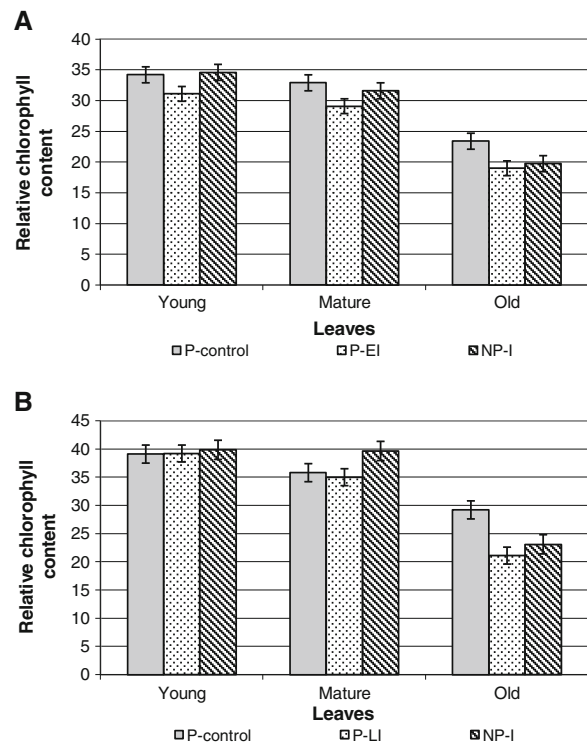 A
40
35
30
25
20
15
10
5
0
Relative chlorophyll
content
Young Mature Old
Leaves
P-control P-EI NP-I
B
45
40
35
30
25
20
15
10
5
0
Relative chlorophyll
content
Young Mature Old
Leaves
P-control P-LI NP-I